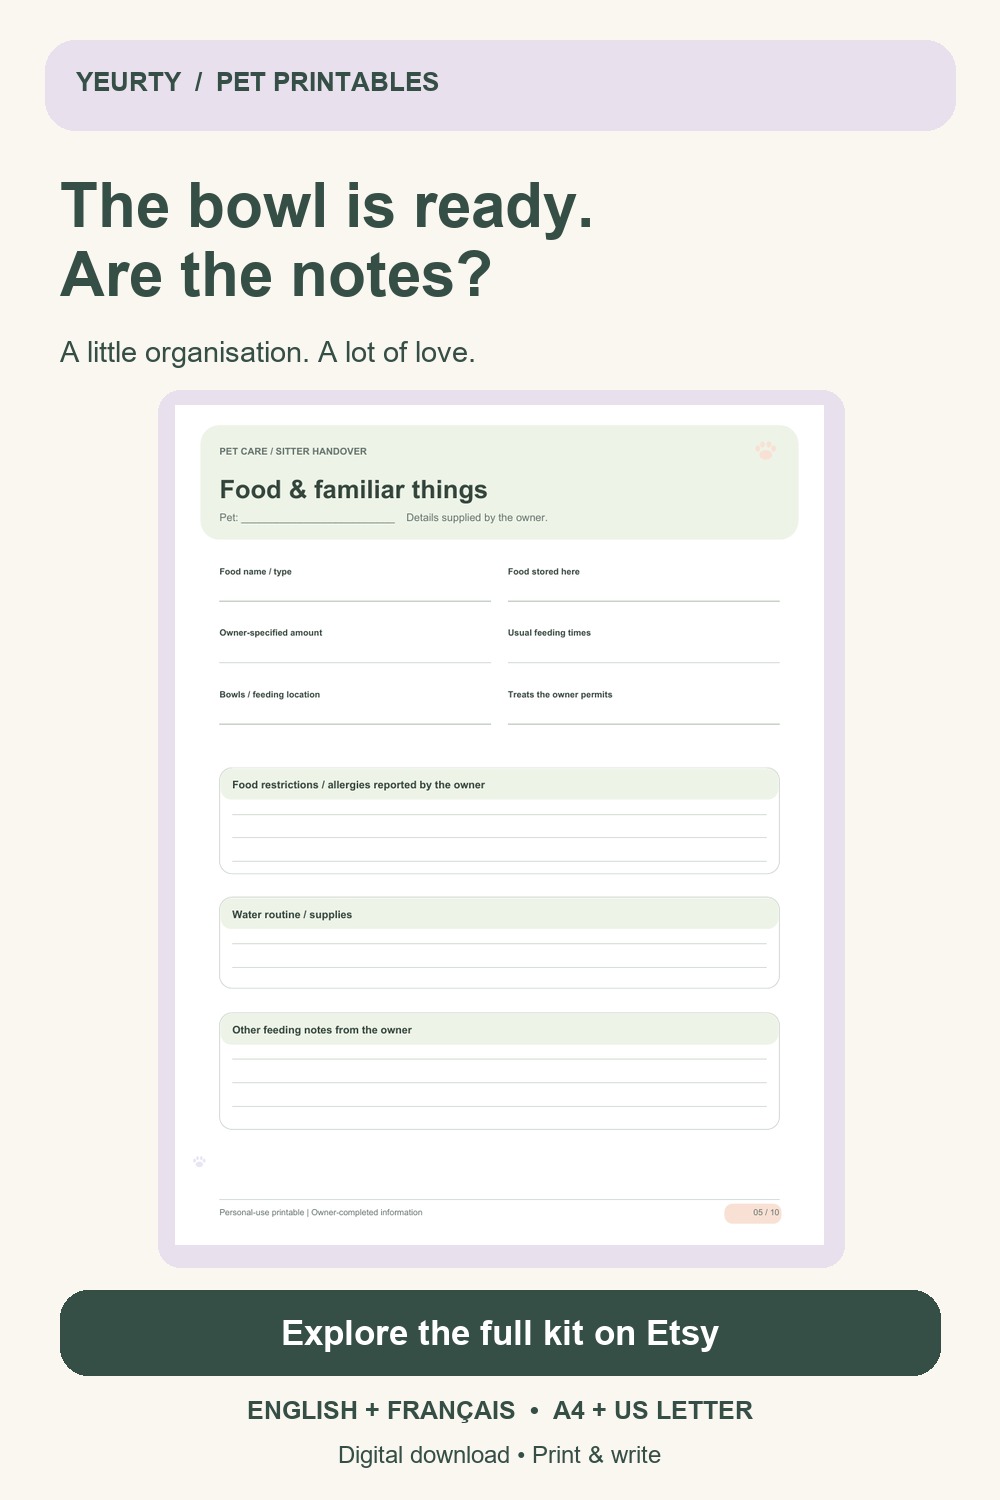 YEURTY / PET PRINTABLES
The bowl is ready.
Are the notes?
A little organisation. A lot of love.
PET CARE / SITTER HANDOVER
Food & familiar things
Pet: __________________________ Details supplied by the owner.
Food name / type
Food stored here
Owner-specified amount
Usual feeding times
Bowls / feeding location
Treats the owner permits
Food restrictions / allergies reported by the owner
Water routine / supplies
Other feeding notes from the owner
Personal-use printable | Owner-completed information
05 / 10
Explore the full kit on Etsy
ENGLISH + FRANÇAIS • A4 + US LETTER
Digital download • Print & write